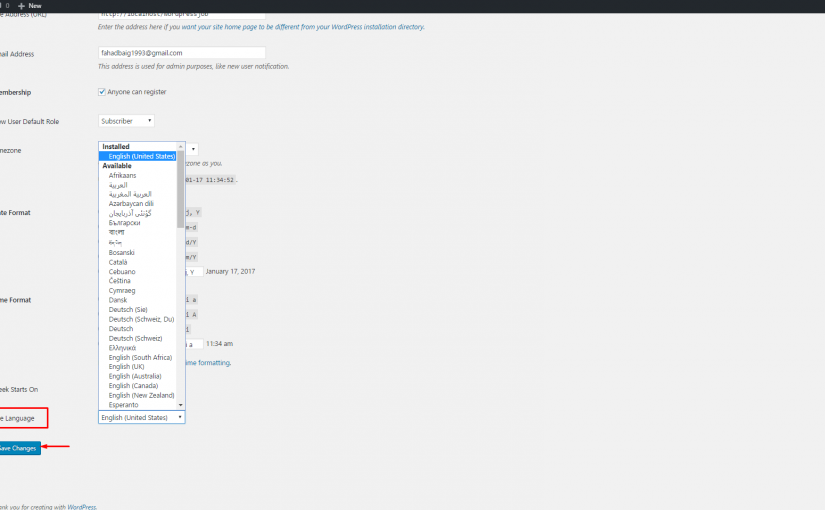 0 New
Address (URL)
http://localhost/wordpress job
Enter the address here if you want your site home page to be different from your WordPress installation directory.
ail Address
fahadbaig1993@gmail.com
This address is used for admin purposes, like new user notification.
embership
Anyone can register
w User Default Role
Subscriber
mezone
Installed
English (United States)
ezone as you.
Available
Afrikaans
01-17 11:34:52.
العربية
العربية المغربية
Azərbaycan dili
گؤنئی آذربایجان
te Format
j, Y
Български
m-d
বাংলা
d/Y
Bosanski
m/Y
Català
Cebuano
j, Y January 17, 2017
Čeština
Cymraeg
Dansk
me Format
i a
Deutsch (Sie)
i A
Deutsch (Schweiz, Du)
Deutsch
i
Deutsch (Schweiz)
i a 11:34 am
Ελληνικά
English (South Africa)
ime formatting.
English (UK)
English (Australia)
English (Canada)
eek Starts On
English (New Zealand)
Esperanto
e Language
English (United States)
ave Changes
ank you for creating with WordPress.